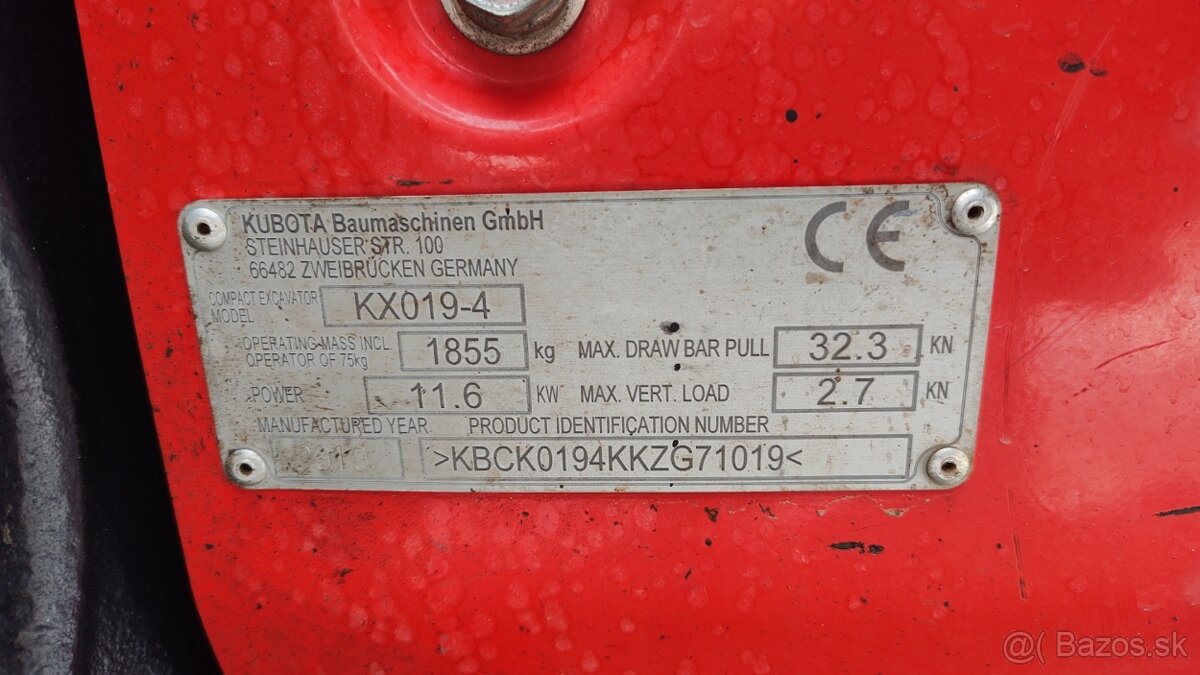 KUBOTA Baumaschinen GmbH
STEINHAUSER STR. 100
66482 ZWEIBRÜCKEN GERMANY
CE
COMPACT EXCAVATOR MODEL KX019-4
OPERATING MASS INCL. OPERATOR OF 75kg 1855 kg MAX. DRAW BAR PULL 32.3 KN
POWER 11.6 KW MAX. VERT. LOAD 2.7 KN
MANUFACTURED YEAR PRODUCT IDENTIFICATION NUMBER
>KBCK0194KKZG71019<
Bazos.sk